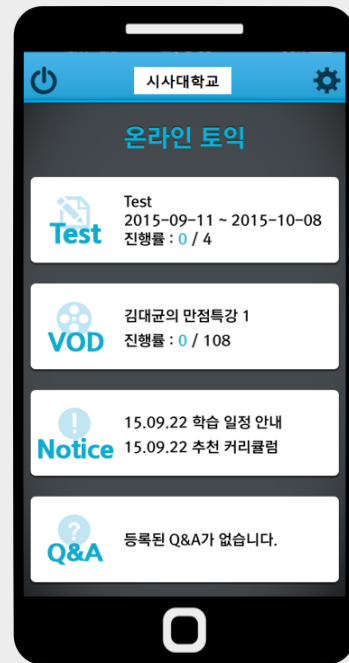 시사대학교
온라인 토익
Test
Test
2015-09-11 ~ 2015-10-08
진행률 : 0 / 4
VOD
김대균의 만점특강 1
진행률 : 0 / 108
Notice
15.09.22 학습 일정 안내
15.09.22 추천 커리큘럼
Q&A
등록된 Q&A가 없습니다.